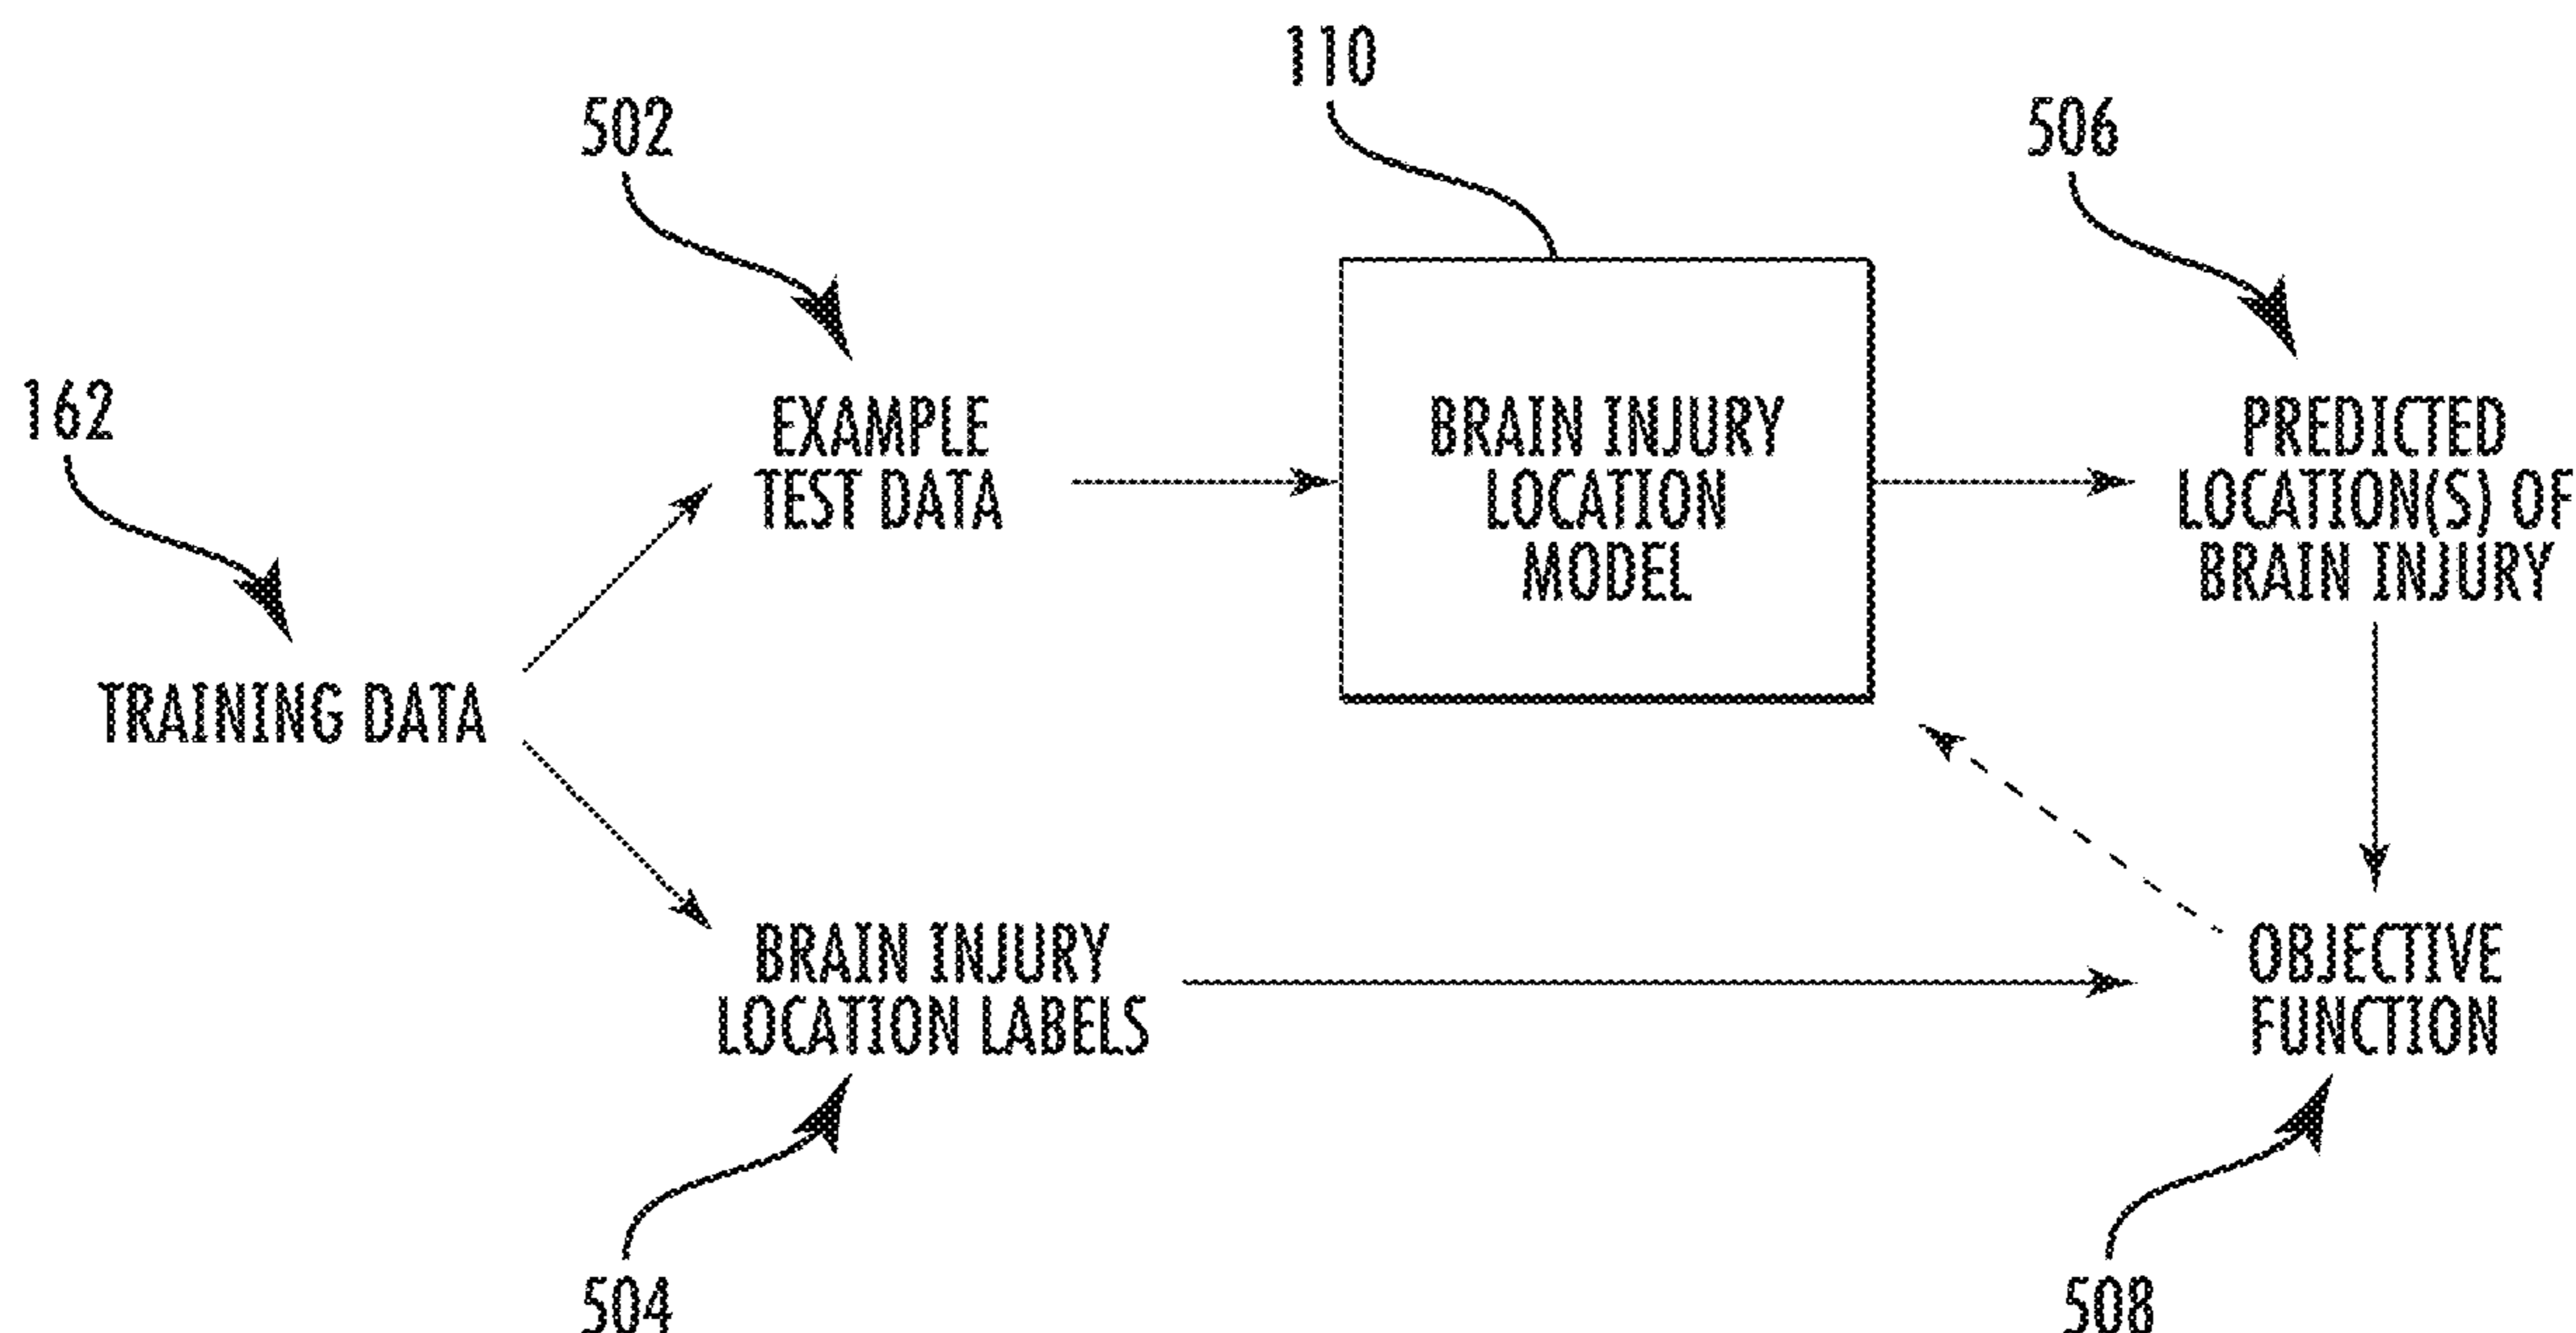 110
502
506
162
EXAMPLE
TEST DATA
BRAIN INJURY
LOCATION
MODEL
PREDICTED
LOCATION(S) OF
BRAIN INJURY
TRAINING DATA
BRAIN INJURY
LOCATION LABELS
OBJECTIVE
FUNCTION
504
508